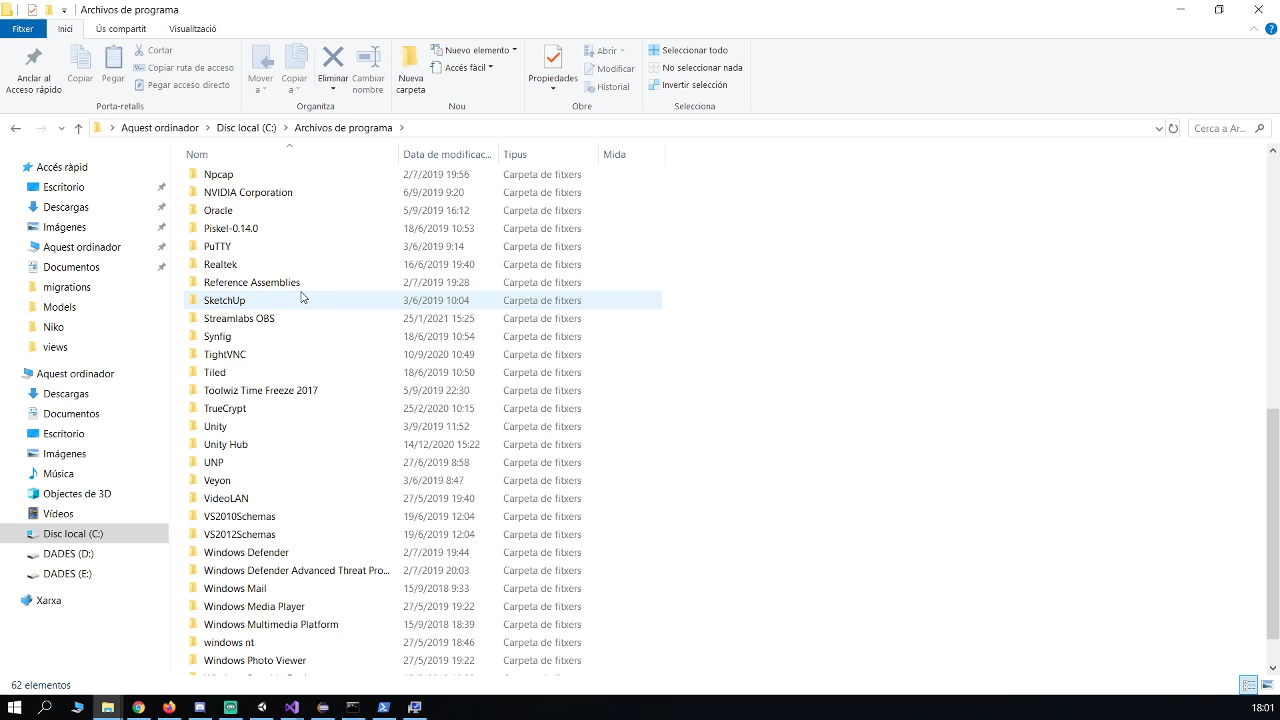 Archivos de programa
Fitxer Inici Ús compartit Visualització
Anclar al Acceso rápido
Copiar
Pegar
Cortar
Copiar ruta de acceso
Pegar acceso directo
Porta-retalls
Mover a
Copiar a
Eliminar
Cambiar nombre
Organitza
Nueva carpeta
Nuevo elemento
Accés fàcil
Nou
Propiedades
Abrir
Modificar
Historial
Obre
Seleccionar todo
No seleccionar nada
Invertir selección
Selecciona
Aquest ordinador Disc local (C:) Archivos de programa
Cerca a Ar...
Accés ràpid
Escritorio
Descargas
Imágenes
Aquest ordinador
Documentos
migrations
Models
Niko
views
Aquest ordinador
Descargas
Documentos
Escritorio
Imágenes
Música
Objectes de 3D
Vídeos
Disc local (C:)
DADES (D:)
DADES (E:)
Xarxa
Nom Data de modificac... Tipus Mida
Npcap 2/7/2019 19:56 Carpeta de fitxers
NVIDIA Corporation 6/9/2019 9:20 Carpeta de fitxers
Oracle 5/9/2019 16:12 Carpeta de fitxers
Piskel-0.14.0 18/6/2019 10:53 Carpeta de fitxers
PuTTY 3/6/2019 9:14 Carpeta de fitxers
Realtek 16/6/2019 19:40 Carpeta de fitxers
Reference Assemblies 2/7/2019 19:28 Carpeta de fitxers
SketchUp 3/6/2019 10:04 Carpeta de fitxers
Streamlabs OBS 25/1/2021 15:25 Carpeta de fitxers
Synfig 18/6/2019 10:54 Carpeta de fitxers
TightVNC 10/9/2020 10:49 Carpeta de fitxers
Tiled 18/6/2019 10:50 Carpeta de fitxers
Toolwiz Time Freeze 2017 5/9/2019 22:30 Carpeta de fitxers
TrueCrypt 25/2/2020 10:15 Carpeta de fitxers
Unity 3/9/2019 11:52 Carpeta de fitxers
Unity Hub 14/12/2020 15:22 Carpeta de fitxers
UNP 27/6/2019 8:58 Carpeta de fitxers
Veyon 3/6/2019 8:47 Carpeta de fitxers
VideoLAN 27/5/2019 19:40 Carpeta de fitxers
VS2010Schemas 19/6/2019 12:04 Carpeta de fitxers
VS2012Schemas 19/6/2019 12:04 Carpeta de fitxers
Windows Defender 2/7/2019 19:44 Carpeta de fitxers
Windows Defender Advanced Threat Pro... 2/7/2019 20:03 Carpeta de fitxers
Windows Mail 15/9/2018 9:33 Carpeta de fitxers
Windows Media Player 27/5/2019 19:22 Carpeta de fitxers
Windows Multimedia Platform 15/9/2018 18:39 Carpeta de fitxers
windows nt 27/5/2019 18:46 Carpeta de fitxers
Windows Photo Viewer 27/5/2019 19:22 Carpeta de fitxers
62 elementos
18:01